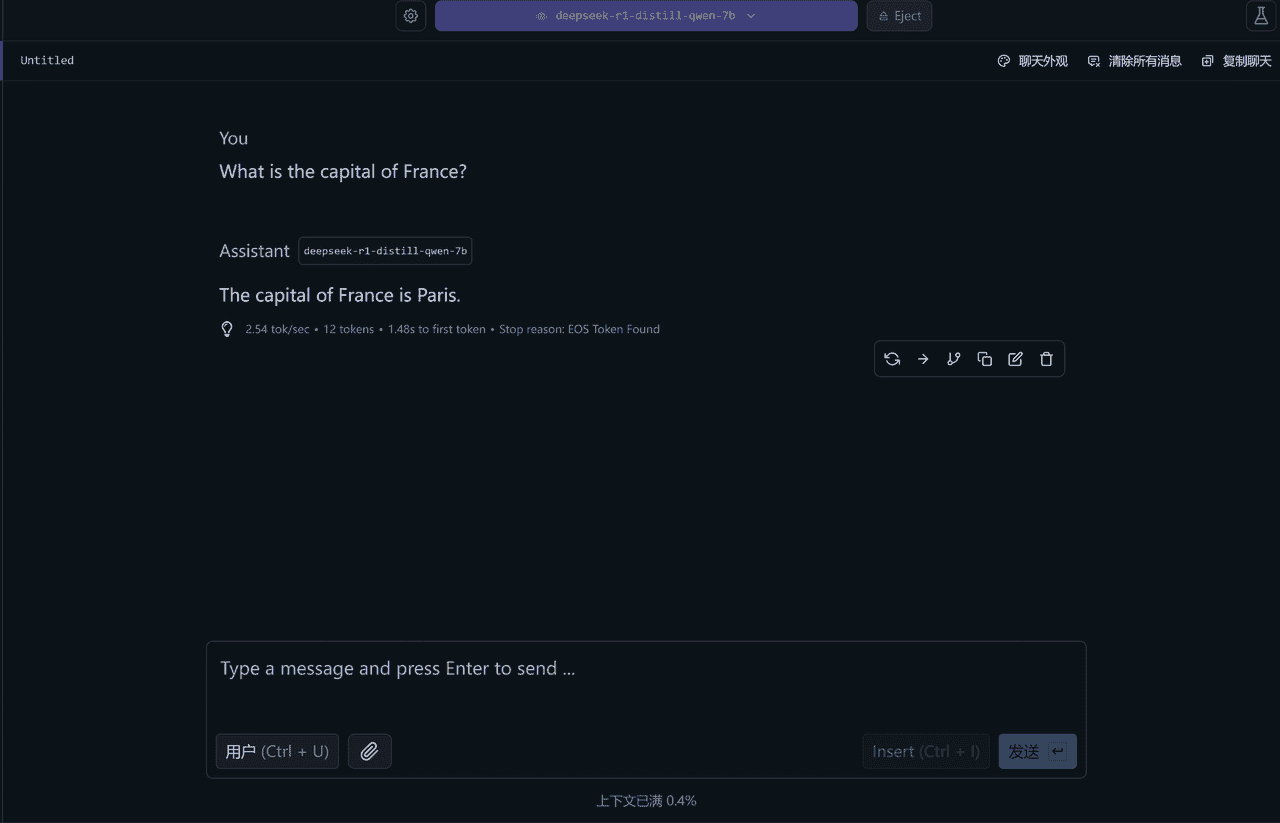 deepseek-r1-distill-qwen-7b
Eject
Untitled
聊天外观
清除所有消息
复制聊天
You
What is the capital of France?
Assistant deepseek-r1-distill-qwen-7b
The capital of France is Paris.
2.54 tok/sec • 12 tokens • 1.48s to first token • Stop reason: EOS Token Found
Type a message and press Enter to send ...
用户 (Ctrl + U)
Insert (Ctrl + I)
发送
上下文已满 0.4%